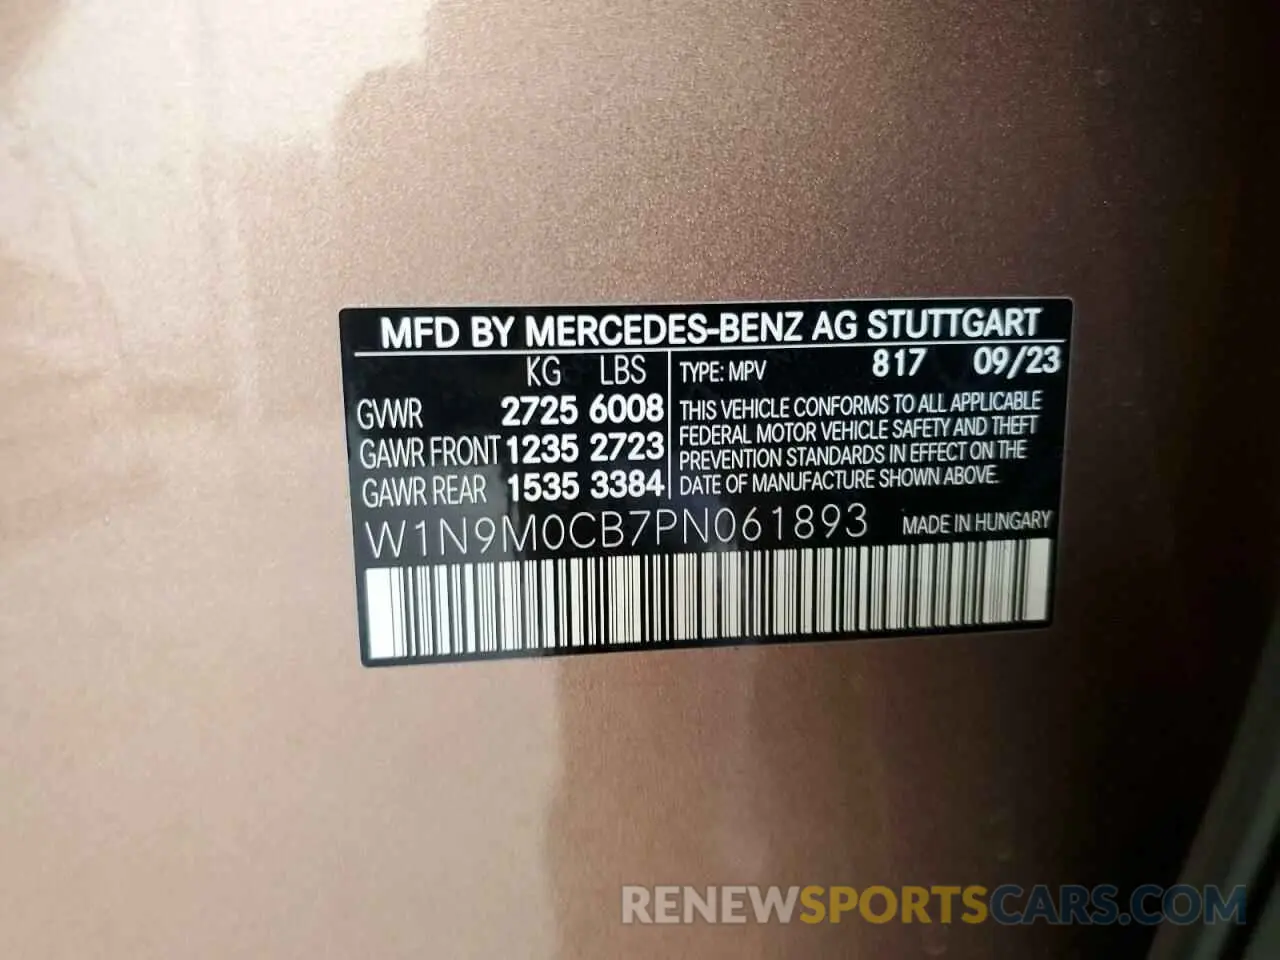 MFD BY MERCEDES-BENZ AG STUTTGART
KG LBS
GVWR 2725 6008
GAWR FRONT 1235 2723
GAWR REAR 1535 3384
TYPE: MPV 817 09/23
THIS VEHICLE CONFORMS TO ALL APPLICABLE
FEDERAL MOTOR VEHICLE SAFETY AND THEFT
PREVENTION STANDARDS IN EFFECT ON THE
DATE OF MANUFACTURE SHOWN ABOVE.
W1N9M0CB7PN061893 MADE IN HUNGARY
RENEWSPORTSCARS.COM